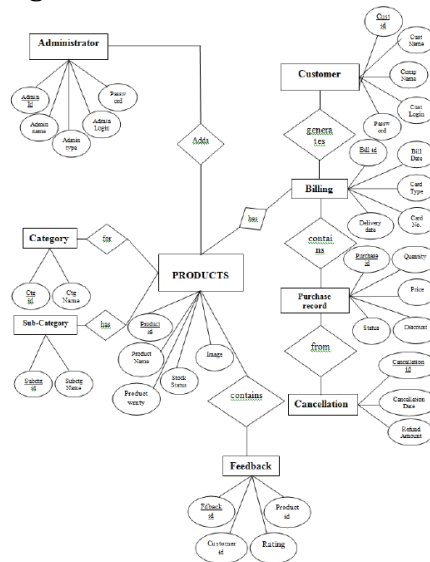 Administrator
Admin
Id
Admin
name
Admin
type
Admin
Login
Passw
ord
Adds
Customer
Cust
id
Cust
Name
Comp
Name
Cust
Login
Passw
ord
genera
tes
Billing
Bill id
Bill
Date
Card
Type
Card
No.
Delivery
date
has
contai
ns
Category
for
Ctg
id
Ctg
Name
Sub-Category
has
Subctg
id
Subctg
Name
PRODUCTS
Product
id
Product
Name
Product
wrnty
Stock
Status
Image
Purchase
record
Purchase
id
Quantity
Price
Discount
Status
from
Cancellation
Cancellation
id
Cancellation
Date
Refund
Amount
contains
Feedback
Fdback
id
Customer
id
Rating
Product
id